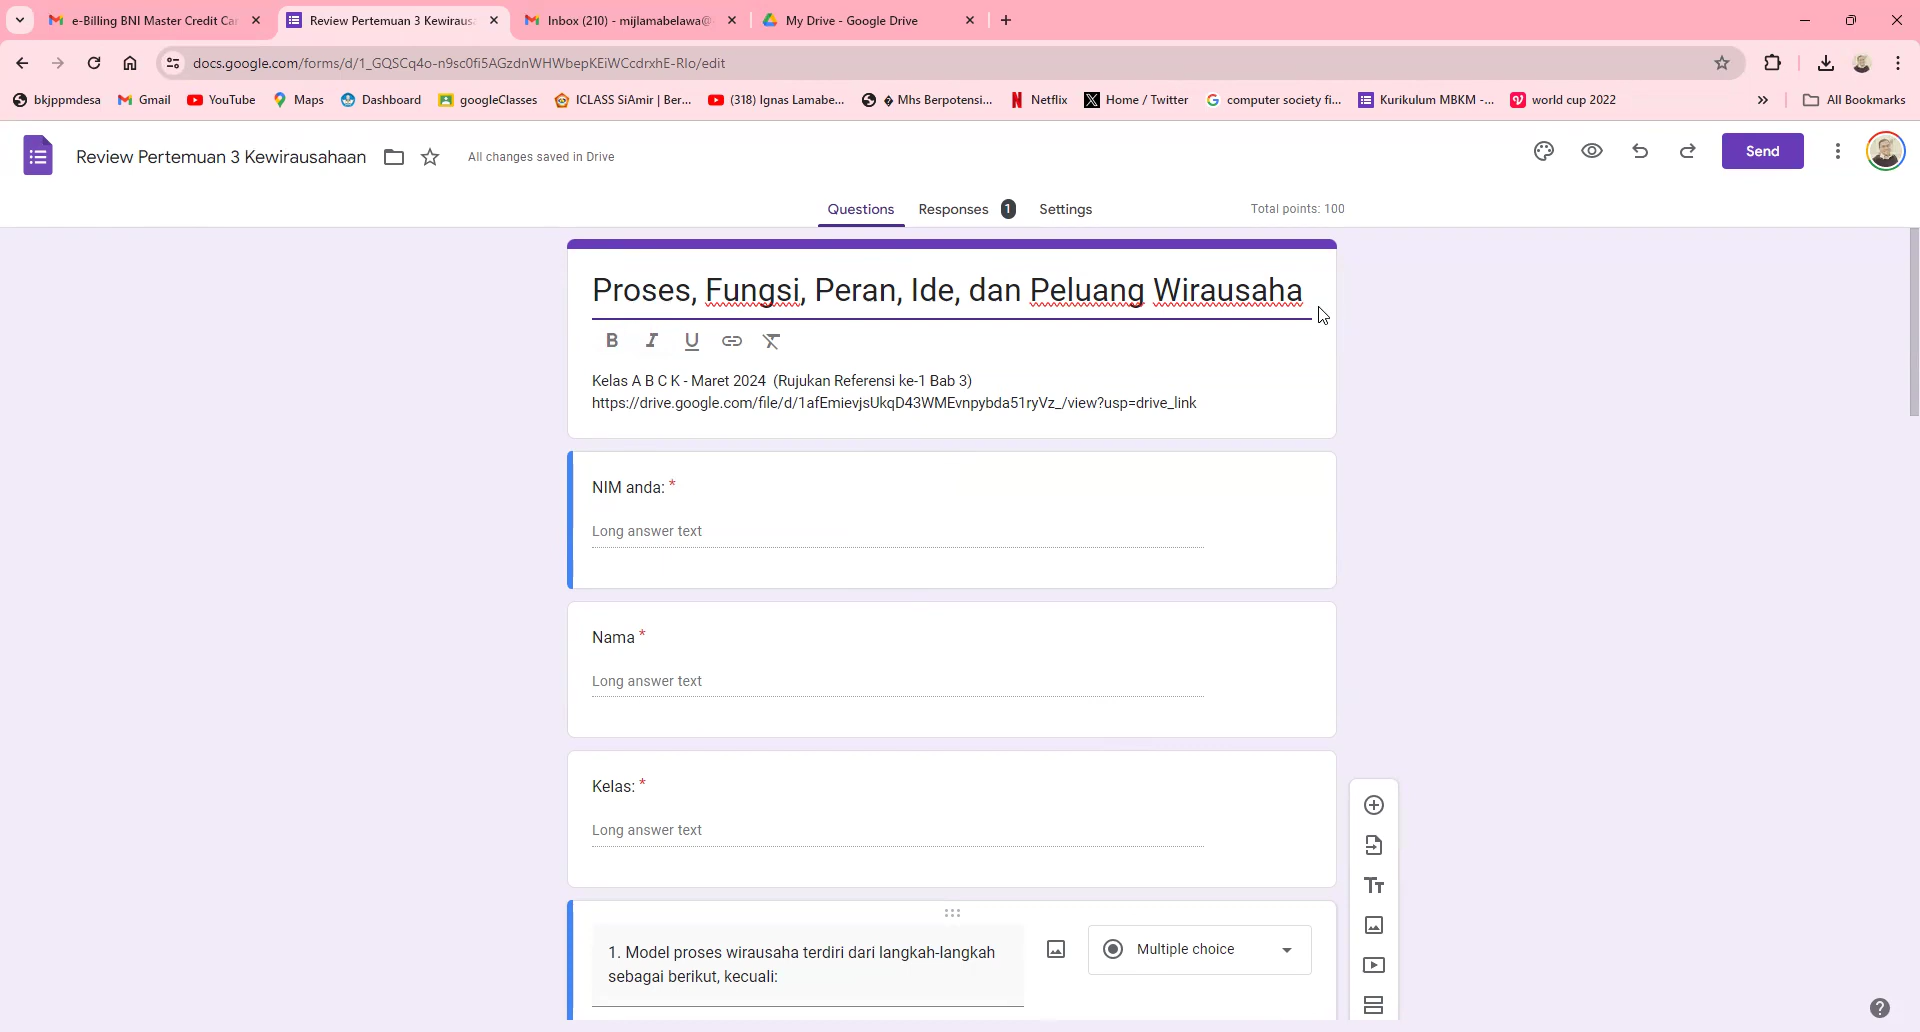 e-Billing BNI Master Credit Car
Review Pertemuan 3 Kewirausa
Inbox (210) - mijlamabelawa@
My Drive - Google Drive
docs.google.com/forms/d/1_GQSCq4o-n9sc0fi5AGzdnWHWbepKEiWCcdrxhE-RIo/edit
bkjppmdesa
Gmail
YouTube
Maps
Dashboard
googleClasses
ICLASS SiAmir | Ber...
(318) Ignas Lamabe...
Mhs Berpotensi...
Netflix
Home / Twitter
computer society fi...
Kurikulum MBKM -...
world cup 2022
»
All Bookmarks
Review Pertemuan 3 Kewirausahaan
All changes saved in Drive
Send
Questions
Responses 1
Settings
Total points: 100
Proses, Fungsi, Peran, Ide, dan Peluang Wirausaha
B I U
Kelas A B C K - Maret 2024 (Rujukan Referensi ke-1 Bab 3)
https://drive.google.com/file/d/1afEmievjsUkqD43WMEvnpybda51ryVz_/view?usp=drive_link
NIM anda: *
Long answer text
Nama *
Long answer text
Kelas: *
Long answer text
1. Model proses wirausaha terdiri dari langkah-langkah
sebagai berikut, kecuali:
Multiple choice
Tт